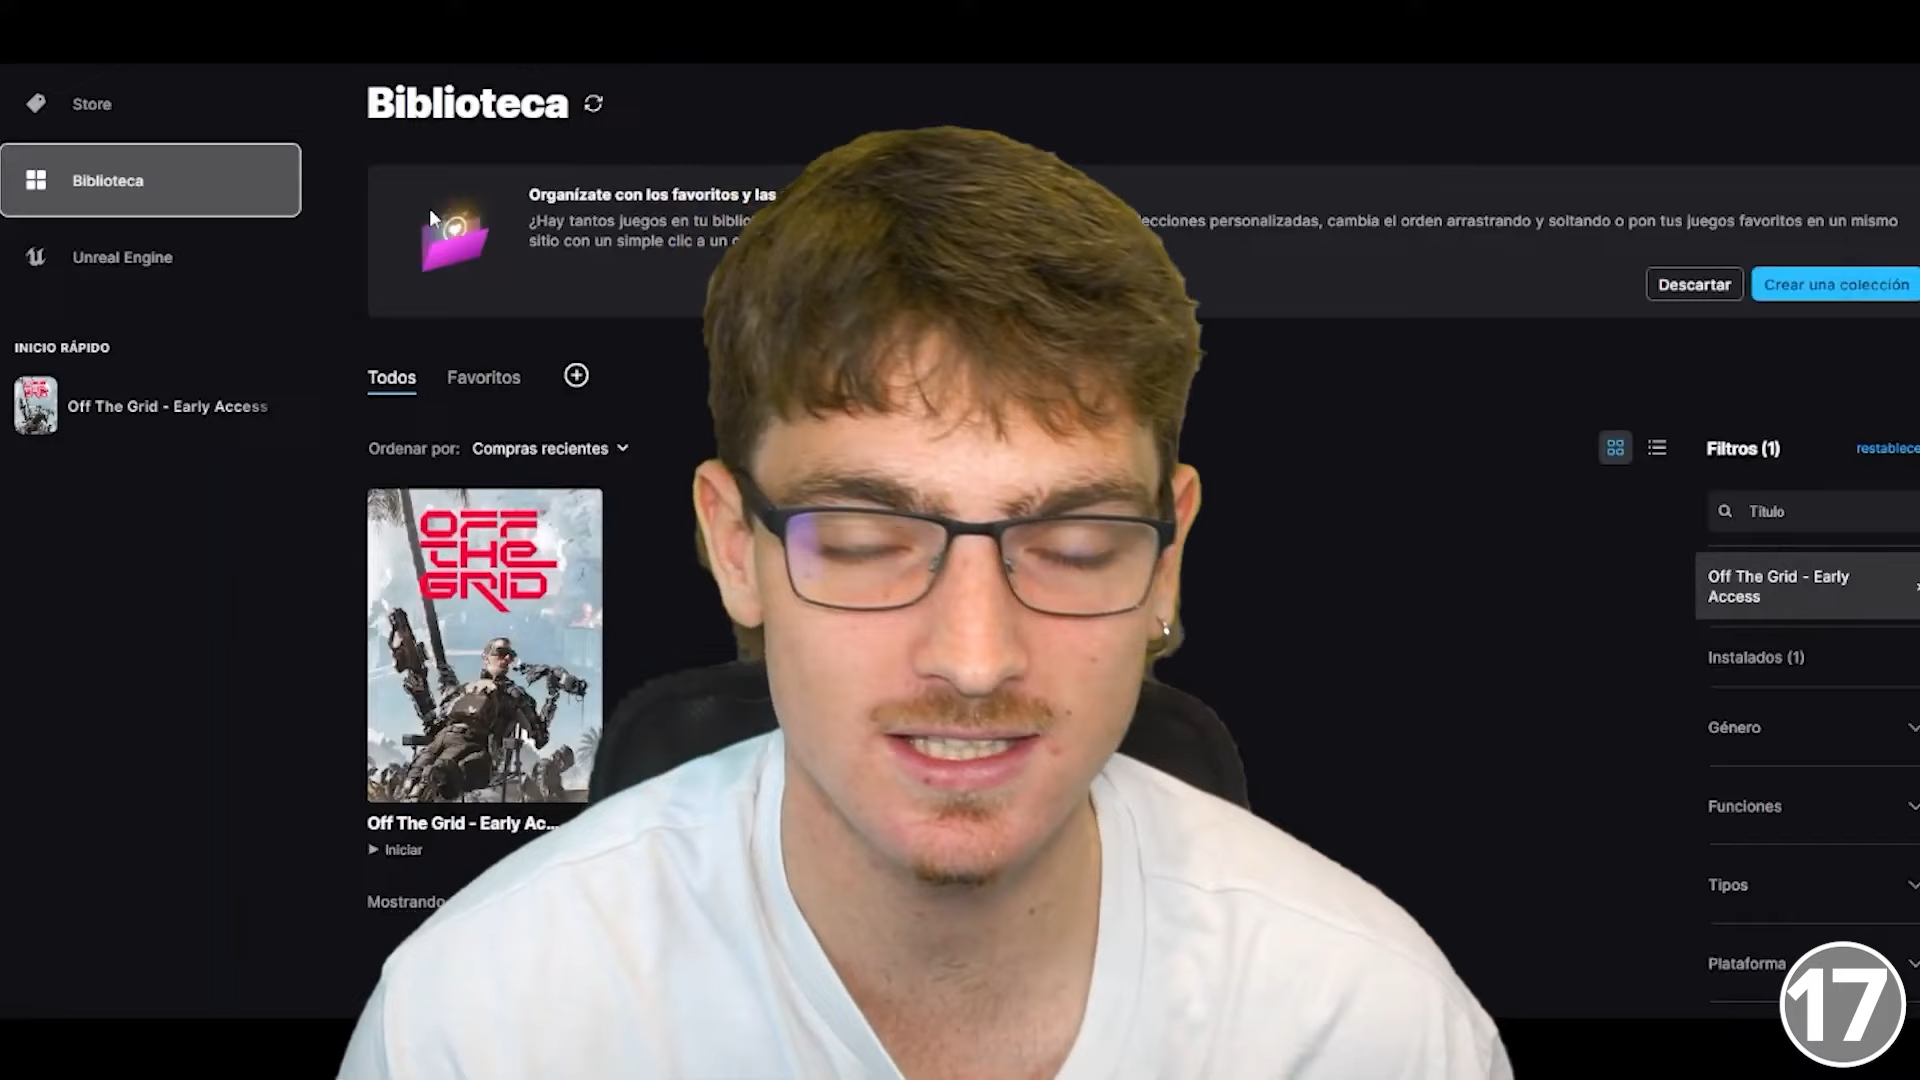 Store
Biblioteca
Unreal Engine
INICIO RÁPIDO
Off The Grid - Early Access
Biblioteca
Organízate con los favoritos y las
¿Hay tantos juegos en tu biblio
ecciones personalizadas, cambia el orden arrastrando y soltando o pon tus juegos favoritos en un mismo
sitio con un simple clic a un
Descartar
Crear una colección
Todos
Favoritos
Ordenar por: Compras recientes
OFF
THE
GRID
Off The Grid - Early Ac...
Iniciar
Mostrando
Filtros (1)
restablece
Título
Off The Grid - Early
Access
Instalados (1)
Género
Funciones
Tipos
Plataforma
17